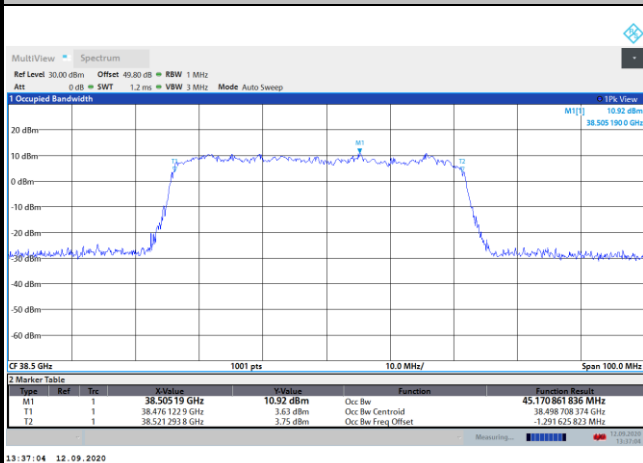 MultiView Spectrum
Ref Level 30.00 dBm Offset 49.80 dB RBW 1 MHz
Att 0 dB SWT 1.2 ms VBW 3 MHz Mode Auto Sweep
1 Occupied Bandwidth 1Pk View
M1[1] 10.92 dBm
38.505 190 0 GHz
M1
20 dBm
10 dBm
T1 T2
0 dBm
-10 dBm
-20 dBm
-30 dBm
-40 dBm
-50 dBm
-60 dBm
CF 38.5 GHz 1001 pts 10.0 MHz/ Span 100.0 MHz
2 Marker Table
Type Ref Trc X-Value Y-Value Function Function Result
M1 1 38.50519 GHz 10.92 dBm Occ Bw 45.170 861 836 MHz
T1 1 38.476 122 9 GHz 3.63 dBm Occ Bw Centroid 38.498 708 374 GHz
T2 1 38.521 293 8 GHz 3.75 dBm Occ Bw Freq Offset -1.291 625 823 MHz
Measuring... 12.09.2020
13:37:04
13:37:04 12.09.2020